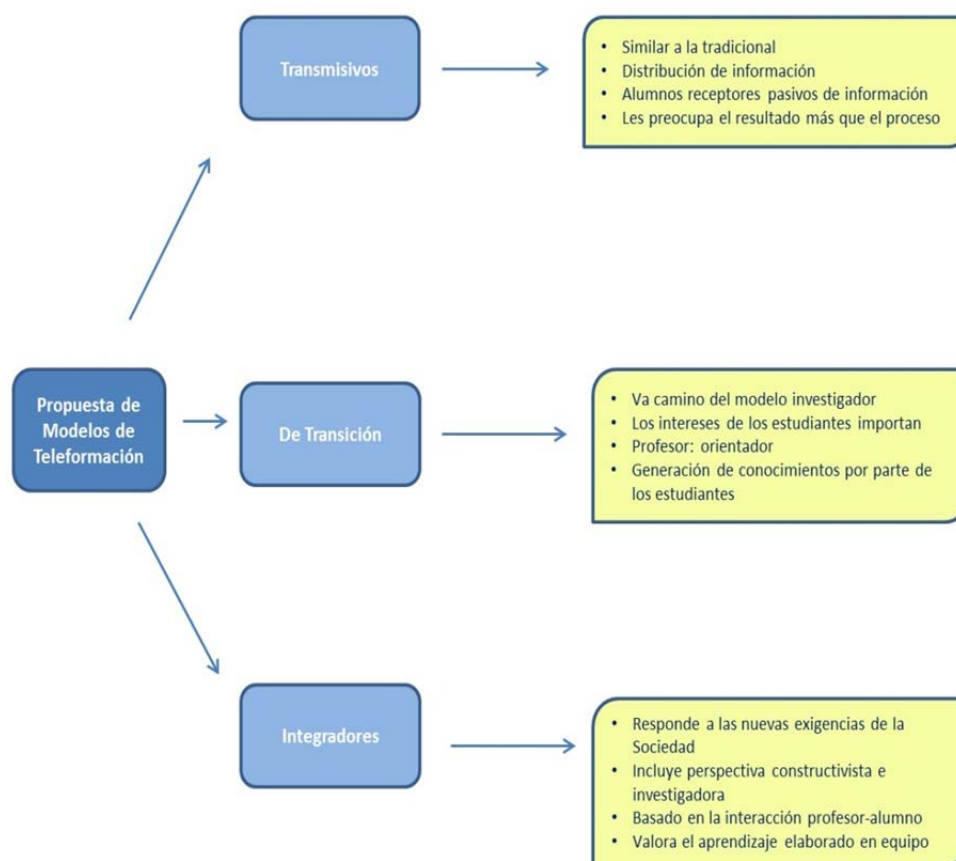 Transmisivos
• Similar a la tradicional
• Distribución de información
• Alumnos receptores pasivos de información
• Les preocupa el resultado más que el proceso
Propuesta de
Modelos de
Teleformación
De Transición
• Va camino del modelo investigador
• Los intereses de los estudiantes importan
• Profesor: orientador
• Generación de conocimientos por parte de
los estudiantes
Integradores
• Responde a las nuevas exigencias de la
Sociedad
• Incluye perspectiva constructivista e
investigadora
• Basado en la interacción profesor-alumno
• Valora el aprendizaje elaborado en equipo